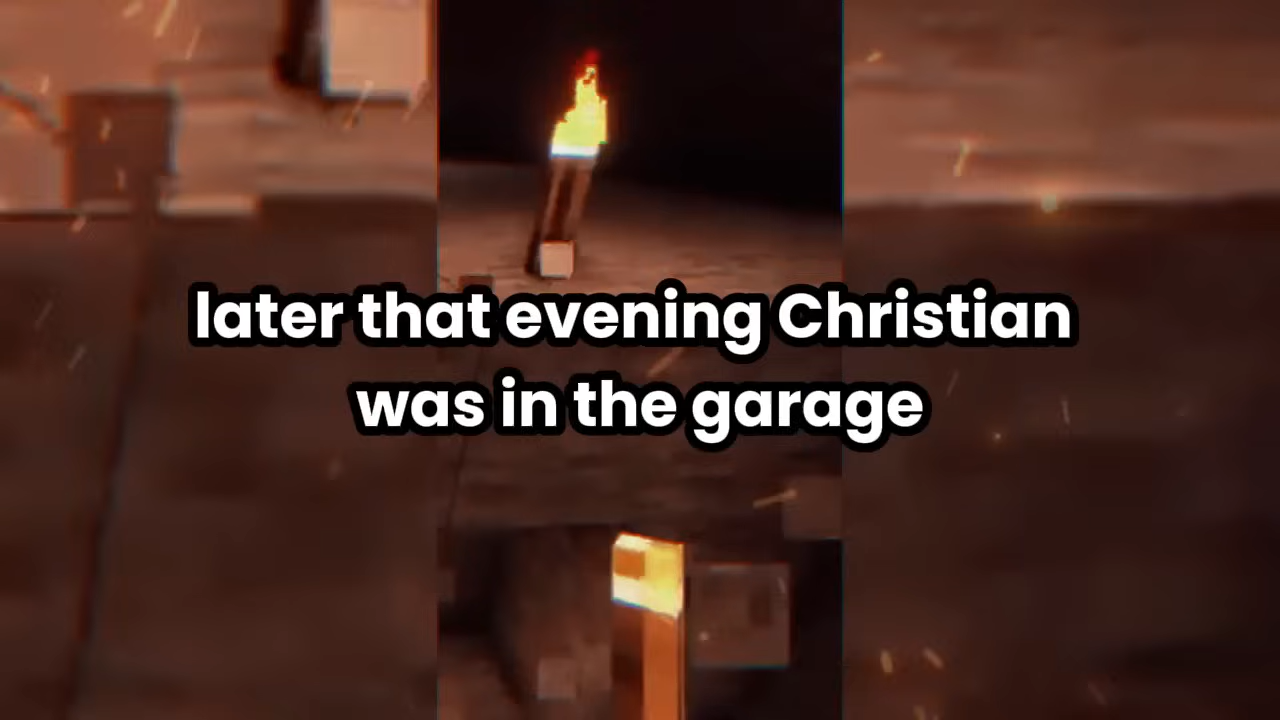 later that evening Christian
was in the garage